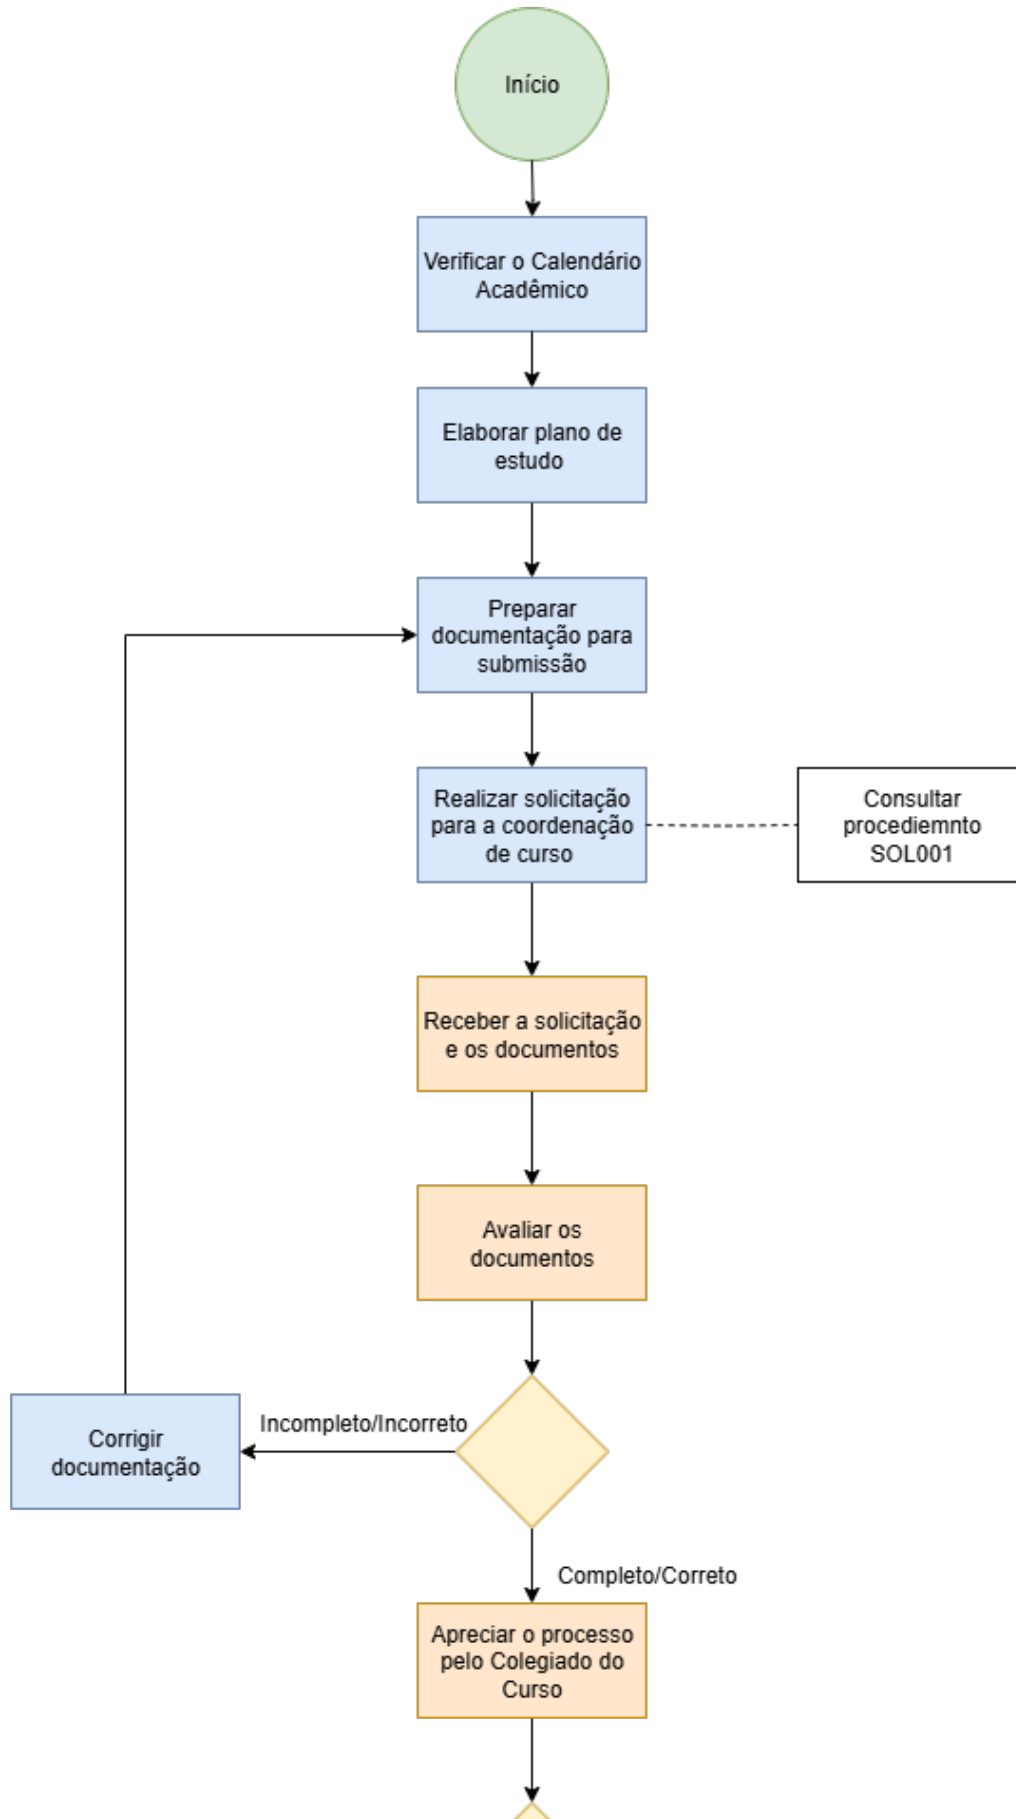 Início
Verificar o Calendário
Acadêmico
Elaborar plano de
estudo
Preparar
documentação para
submissão
Realizar solicitação
para a coordenação
de curso
Consultar
procediemnto
SOL001
Receber a solicitação
e os documentos
Avaliar os
documentos
Incompleto/Incorreto
Corrigir
documentação
Completo/Correto
Apreciar o processo
pelo Colegiado do
Curso